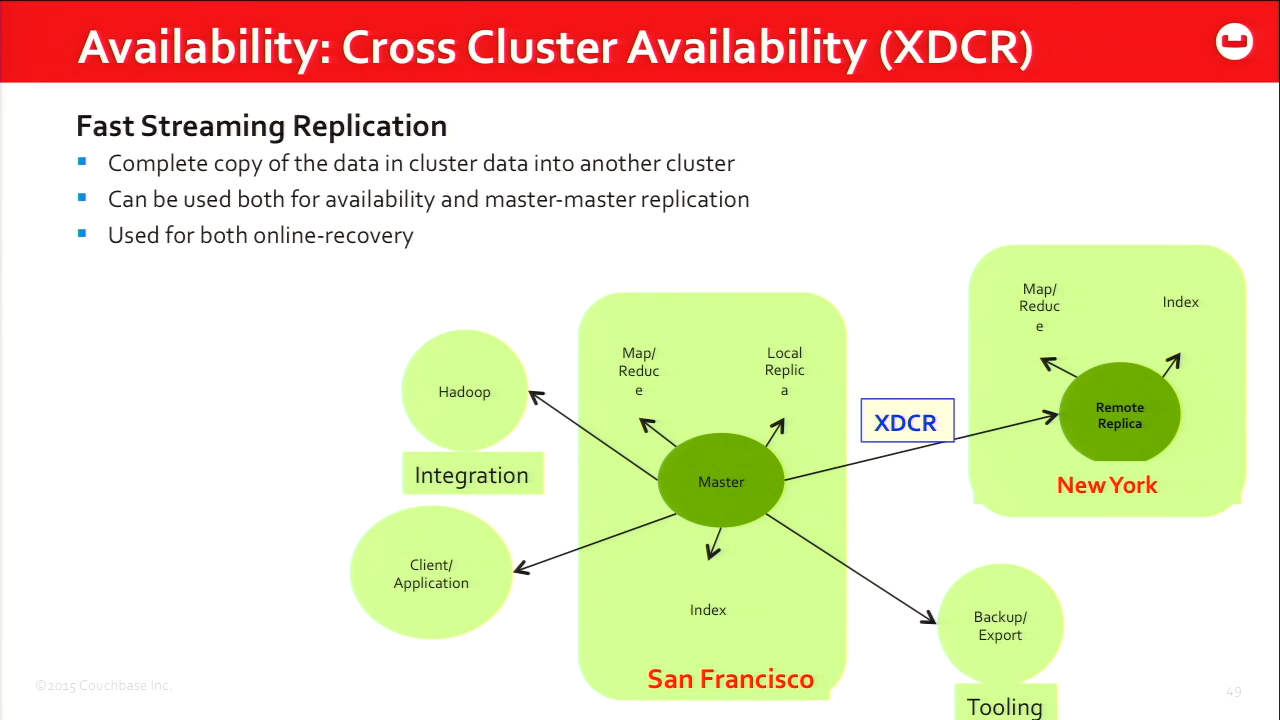 Availability: Cross Cluster Availability (XDCR)
Fast Streaming Replication
Complete copy of the data in cluster data into another cluster
Can be used both for availability and master-master replication
Used for both online-recovery
Map/
Reduc
e
Index
Remote
Replica
New York
XDCR
Map/
Reduc
e
Local
Replic
a
Master
Index
San Francisco
Hadoop
Integration
Client/
Application
Backup/
Export
Tooling
©2015 Couchbase Inc.
49